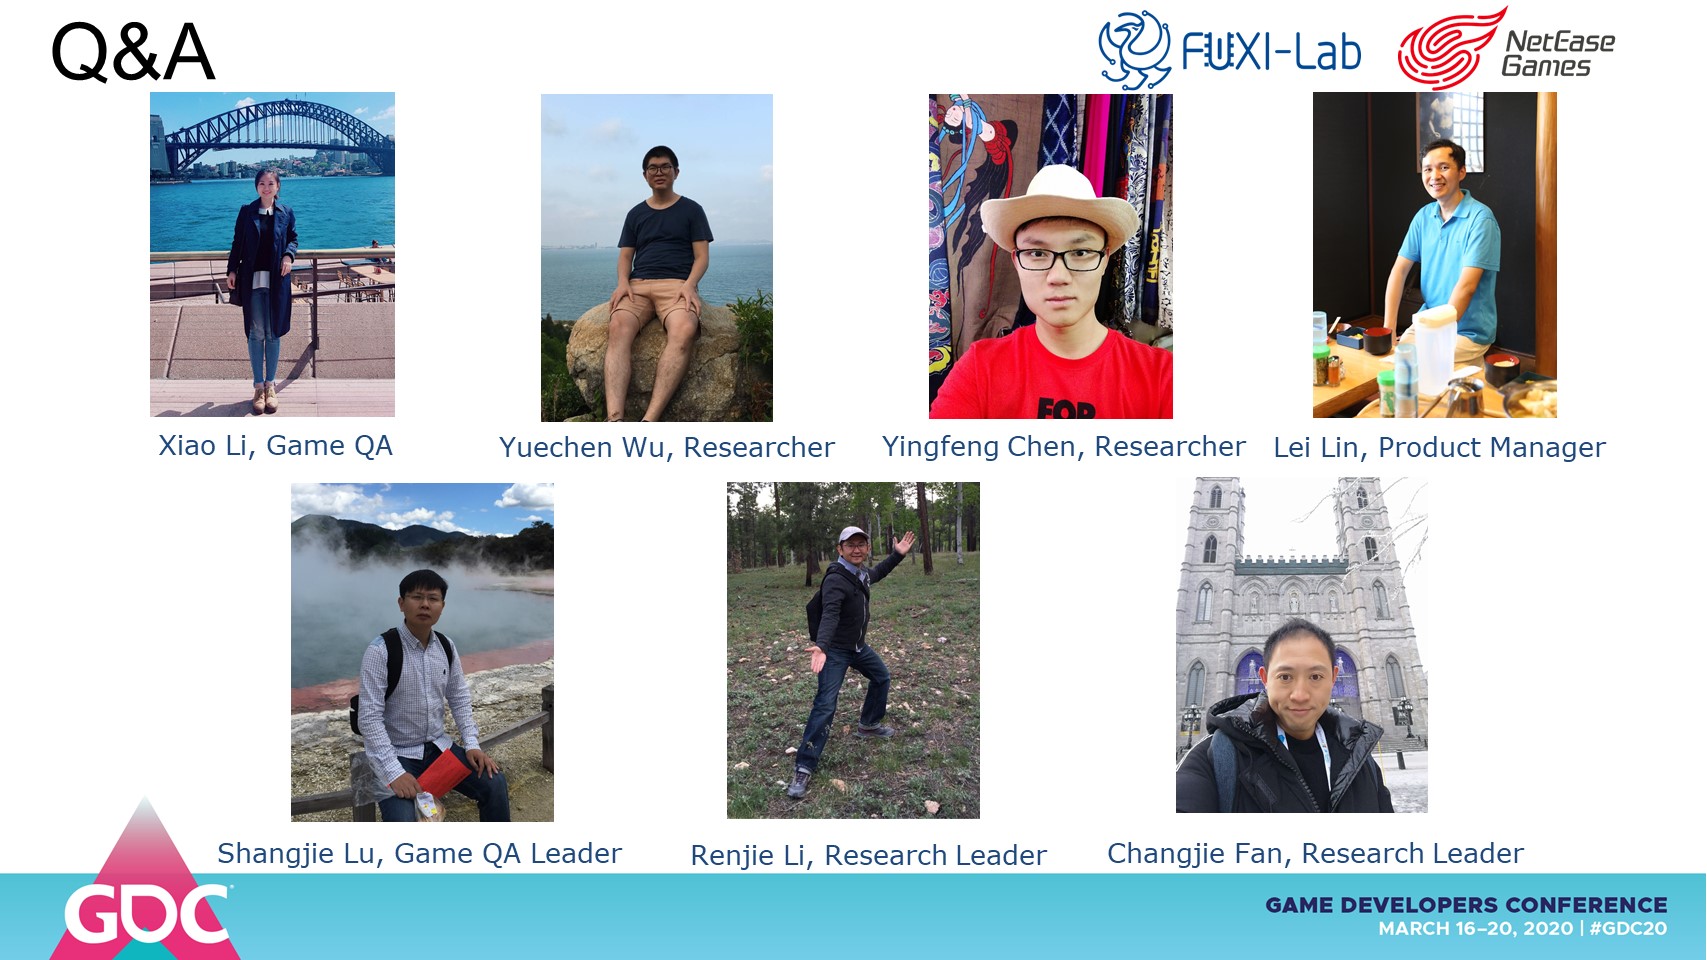 Q&A
FUXI-Lab
NetEase
Games
FOR
Xiao Li, Game QA
Yuechen Wu, Researcher
Yingfeng Chen, Researcher
Lei Lin, Product Manager
Shangjie Lu, Game QA Leader
Renjie Li, Research Leader
Changjie Fan, Research Leader
GDC
GAME DEVELOPERS CONFERENCE
MARCH 16–20, 2020 | #GDC20